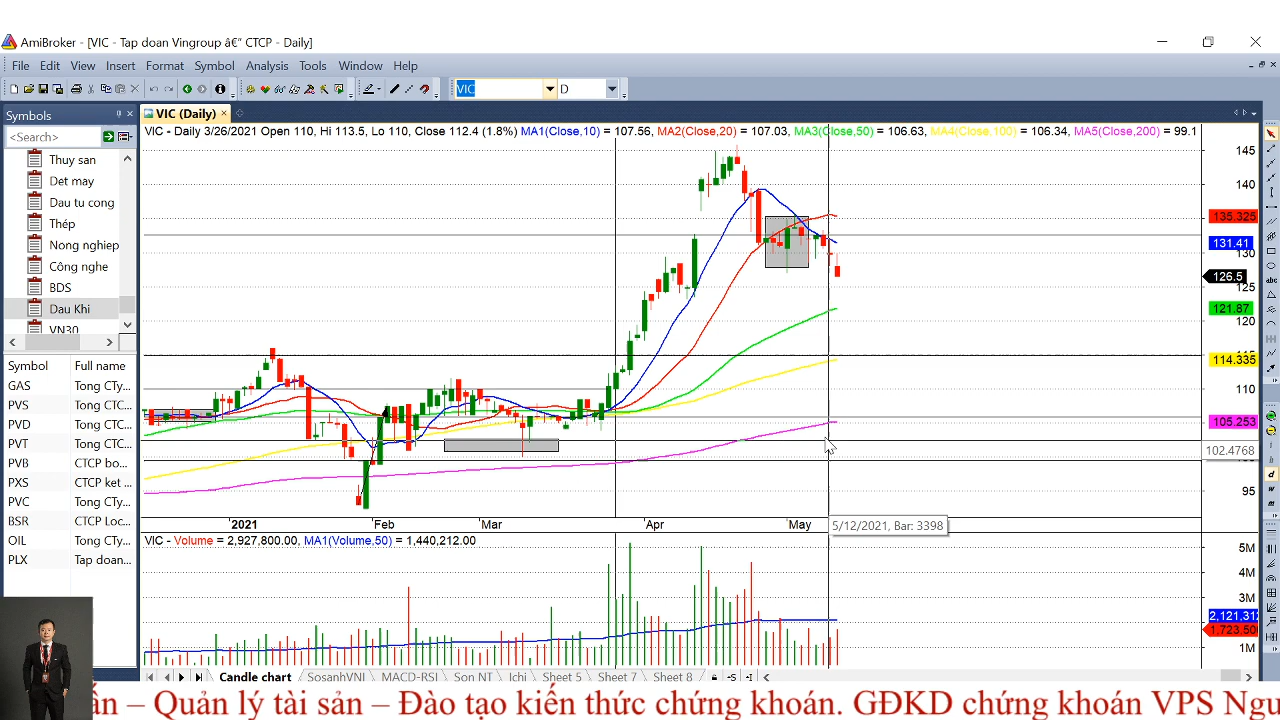 AmiBroker - [VIC - Tap doan Vingroup â€“ CTCP - Daily]
File Edit View Insert Format Symbol Analysis Tools Window Help
VIC D
Symbols
VIC (Daily)
<Search>
VIC - Daily 3/26/2021 Open 110, Hi 113.5, Lo 110, Close 112.4 (1.8%) MA1(Close,10) = 107.56, MA2(Close,20) = 107.03, MA3(Close,50) = 106.63, MA4(Close,100) = 106.34, MA5(Close,200) = 99.1
Thuy san
Det may
Dau tu cong
Thép
Nong nghiep
Công nghe
BDS
Dau Khi
VN30
Symbol Full name
GAS Tong CTy...
PVS Tong CTC...
PVD Tong CTC...
PVT Tong CTC...
PVB CTCP bo...
PXS CTCP ket ...
PVC Tong CTy...
BSR CTCP Loc...
OIL Tong CTy...
PLX Tap doan...
145
140
135.325
131.41
130
126.5
125
121.87
120
114.335
110
105.253
102.4768
95
2021 Feb Mar Apr May
5/12/2021, Bar: 3398
VIC - Volume = 2,927,800.00, MA1(Volume,50) = 1,440,212.00
5M
4M
3M
2,121,31
1,723,50
1M
Candle chart SosanhVNI MACD-RSI Son NT Ichi Sheet 5 Sheet 7 Sheet 8
ấn – Quản lý tài sản – Đào tạo kiến thức chứng khoán. GĐKD chứng khoán VPS Ngu